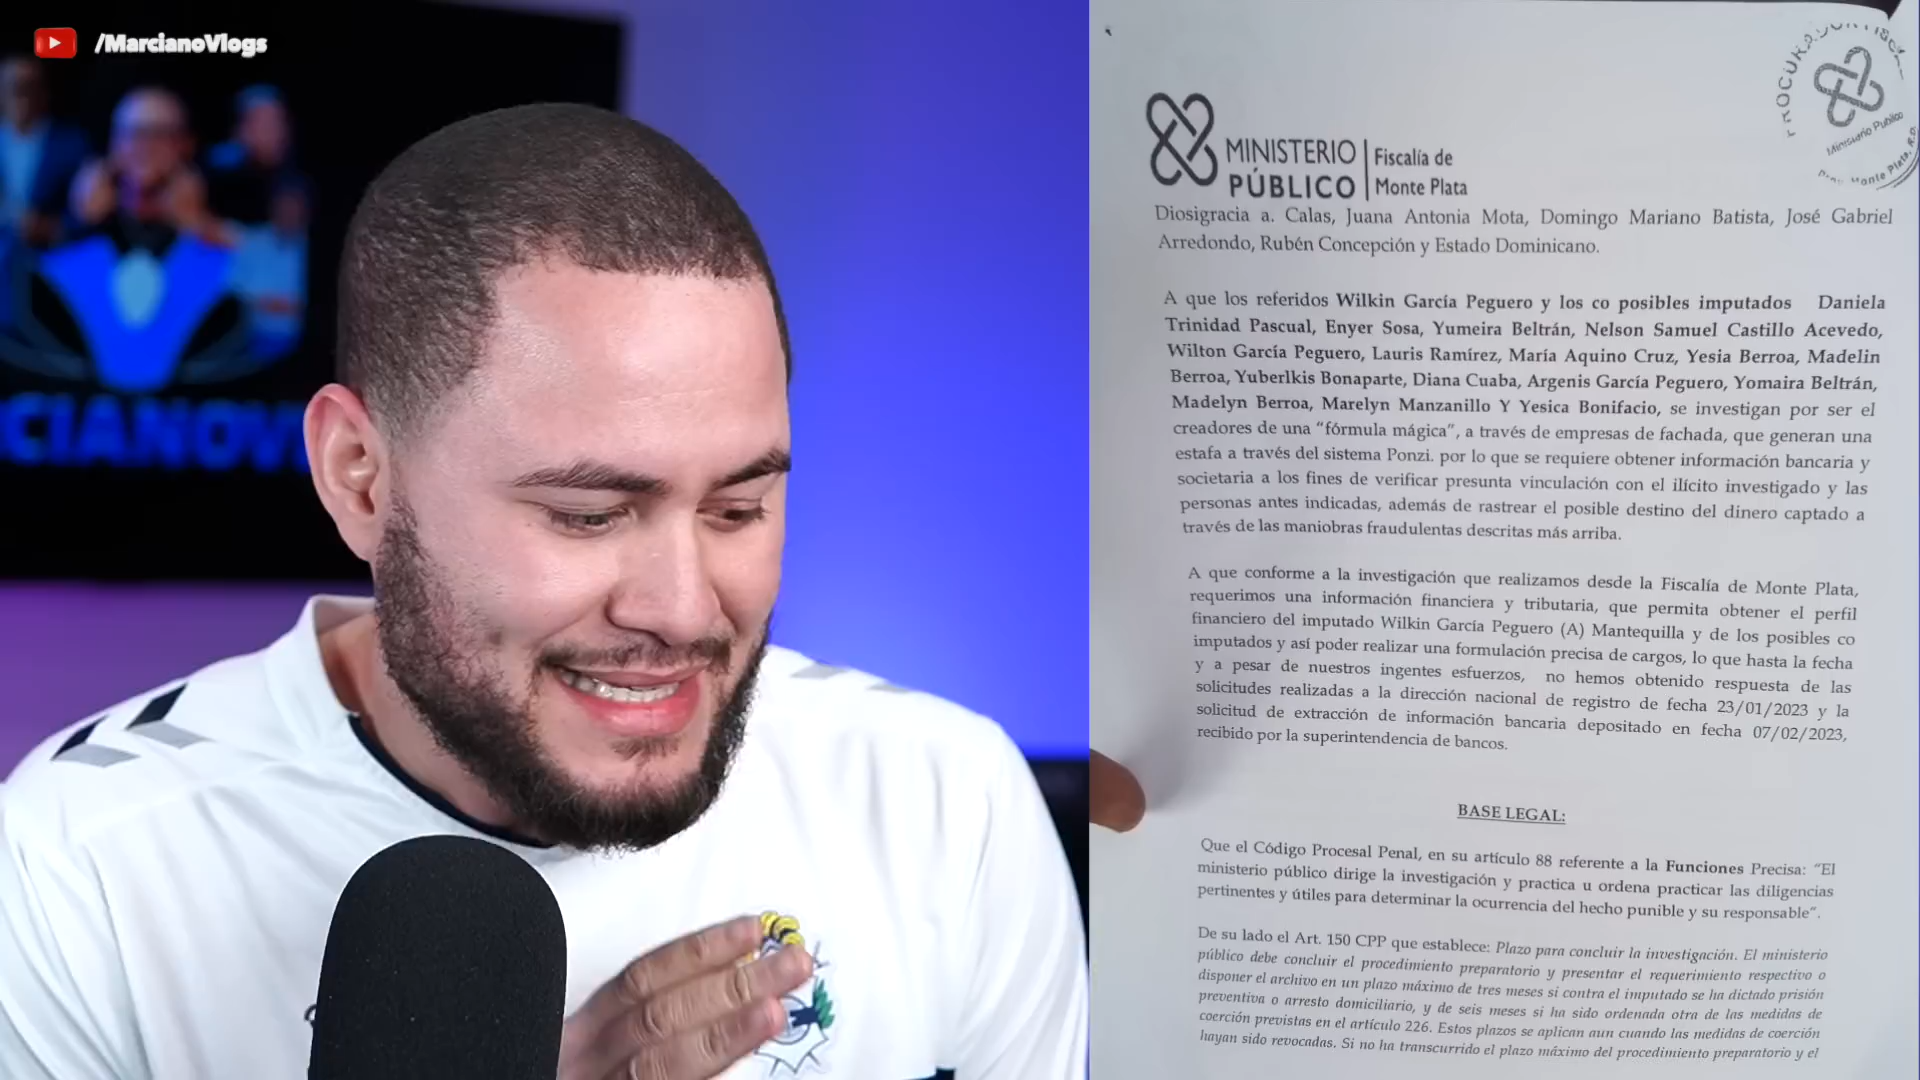 /MarcianoVlogs
CIANOV
PROCURADURIA FISCAL
Ministerio Público
Monte Plata, R.D.
MINISTERIO
PÚBLICO
Fiscalía de
Monte Plata
Diosigracia a. Calas, Juana Antonia Mota, Domingo Mariano Batista, José Gabriel
Arredondo, Rubén Concepción y Estado Dominicano.
A que los referidos Wilkin García Peguero y los co posibles imputados Daniela
Trinidad Pascual, Enyer Sosa, Yumeira Beltrán, Nelson Samuel Castillo Acevedo,
Wilton García Peguero, Lauris Ramírez, María Aquino Cruz, Yesia Berroa, Madelin
Berroa, Yuberlkis Bonaparte, Diana Cuaba, Argenis García Peguero, Yomaira Beltrán,
Madelyn Berroa, Marelyn Manzanillo Y Yesica Bonifacio, se investigan por ser el
creadores de una “fórmula mágica”, a través de empresas de fachada, que generan una
estafa a través del sistema Ponzi. por lo que se requiere obtener información bancaria y
societaria a los fines de verificar presunta vinculación con el ilícito investigado y las
personas antes indicadas, además de rastrear el posible destino del dinero captado a
través de las maniobras fraudulentas descritas más arriba.
A que conforme a la investigación que realizamos desde la Fiscalía de Monte Plata,
requerimos una información financiera y tributaria, que permita obtener el perfil
financiero del imputado Wilkin García Peguero (A) Mantequilla y de los posibles co
imputados y así poder realizar una formulación precisa de cargos, lo que hasta la fecha
y a pesar de nuestros ingentes esfuerzos, no hemos obtenido respuesta de las
solicitudes realizadas a la dirección nacional de registro de fecha 23/01/2023 y la
solicitud de extracción de información bancaria depositado en fecha 07/02/2023,
recibido por la superintendencia de bancos.
BASE LEGAL:
Que el Código Procesal Penal, en su artículo 88 referente a la Funciones Precisa: “El
ministerio público dirige la investigación y practica u ordena practicar las diligencias
pertinentes y útiles para determinar la ocurrencia del hecho punible y su responsable”.
De su lado el Art. 150 CPP que establece: Plazo para concluir la investigación. El ministerio
público debe concluir el procedimiento preparatorio y presentar el requerimiento respectivo o
disponer el archivo en un plazo máximo de tres meses si contra el imputado se ha dictado prisión
preventiva o arresto domiciliario, y de seis meses si ha sido ordenada otra de las medidas de
coerción previstas en el artículo 226. Estos plazos se aplican aun cuando las medidas de coerción
hayan sido revocadas. Si no ha transcurrido el plazo máximo del procedimiento preparatorio y el